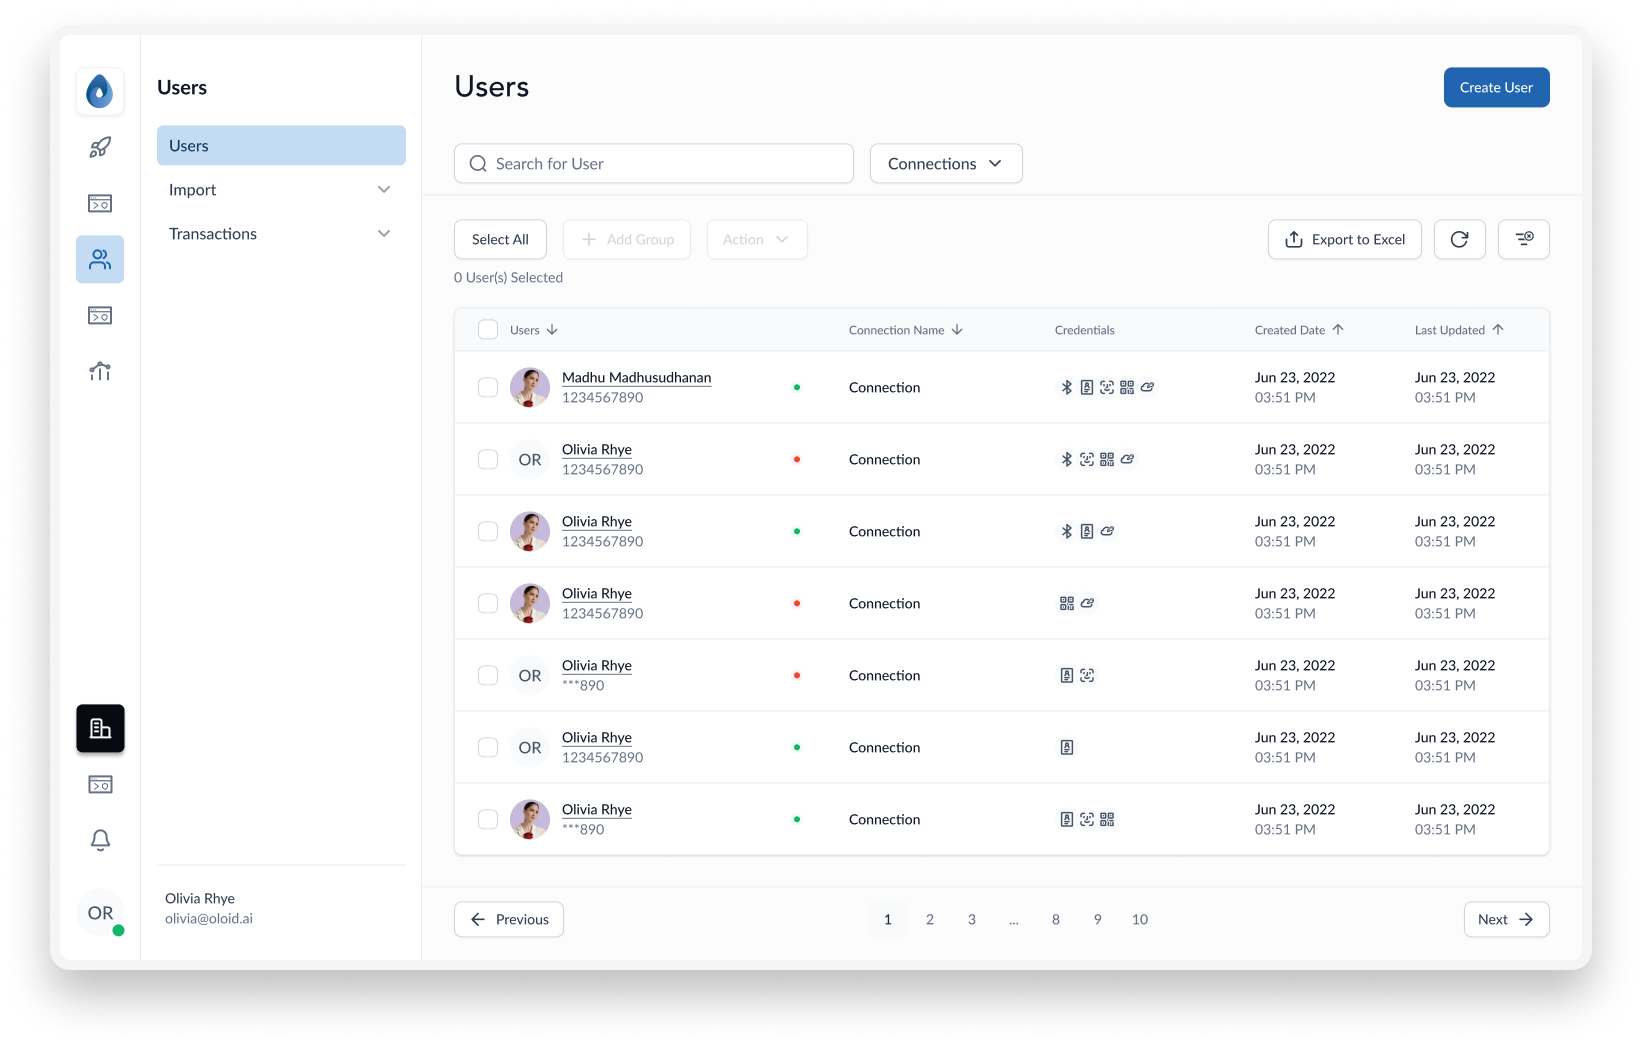 Users
Users
Import
Transactions
Olivia Rhye
olivia@oloid.ai
OR
Users
Create User
Search for User
Connections
Select All
Add Group
Action
Export to Excel
0 User(s) Selected
Users
Connection Name
Credentials
Created Date
Last Updated
Madhu Madhusudhanan
1234567890
Connection
Jun 23, 2022
03:51 PM
Jun 23, 2022
03:51 PM
OR
Olivia Rhye
1234567890
Connection
Jun 23, 2022
03:51 PM
Jun 23, 2022
03:51 PM
Olivia Rhye
1234567890
Connection
Jun 23, 2022
03:51 PM
Jun 23, 2022
03:51 PM
Olivia Rhye
1234567890
Connection
Jun 23, 2022
03:51 PM
Jun 23, 2022
03:51 PM
OR
Olivia Rhye
***890
Connection
Jun 23, 2022
03:51 PM
Jun 23, 2022
03:51 PM
OR
Olivia Rhye
1234567890
Connection
Jun 23, 2022
03:51 PM
Jun 23, 2022
03:51 PM
Olivia Rhye
***890
Connection
Jun 23, 2022
03:51 PM
Jun 23, 2022
03:51 PM
Previous
1 2 3 ... 8 9 10
Next